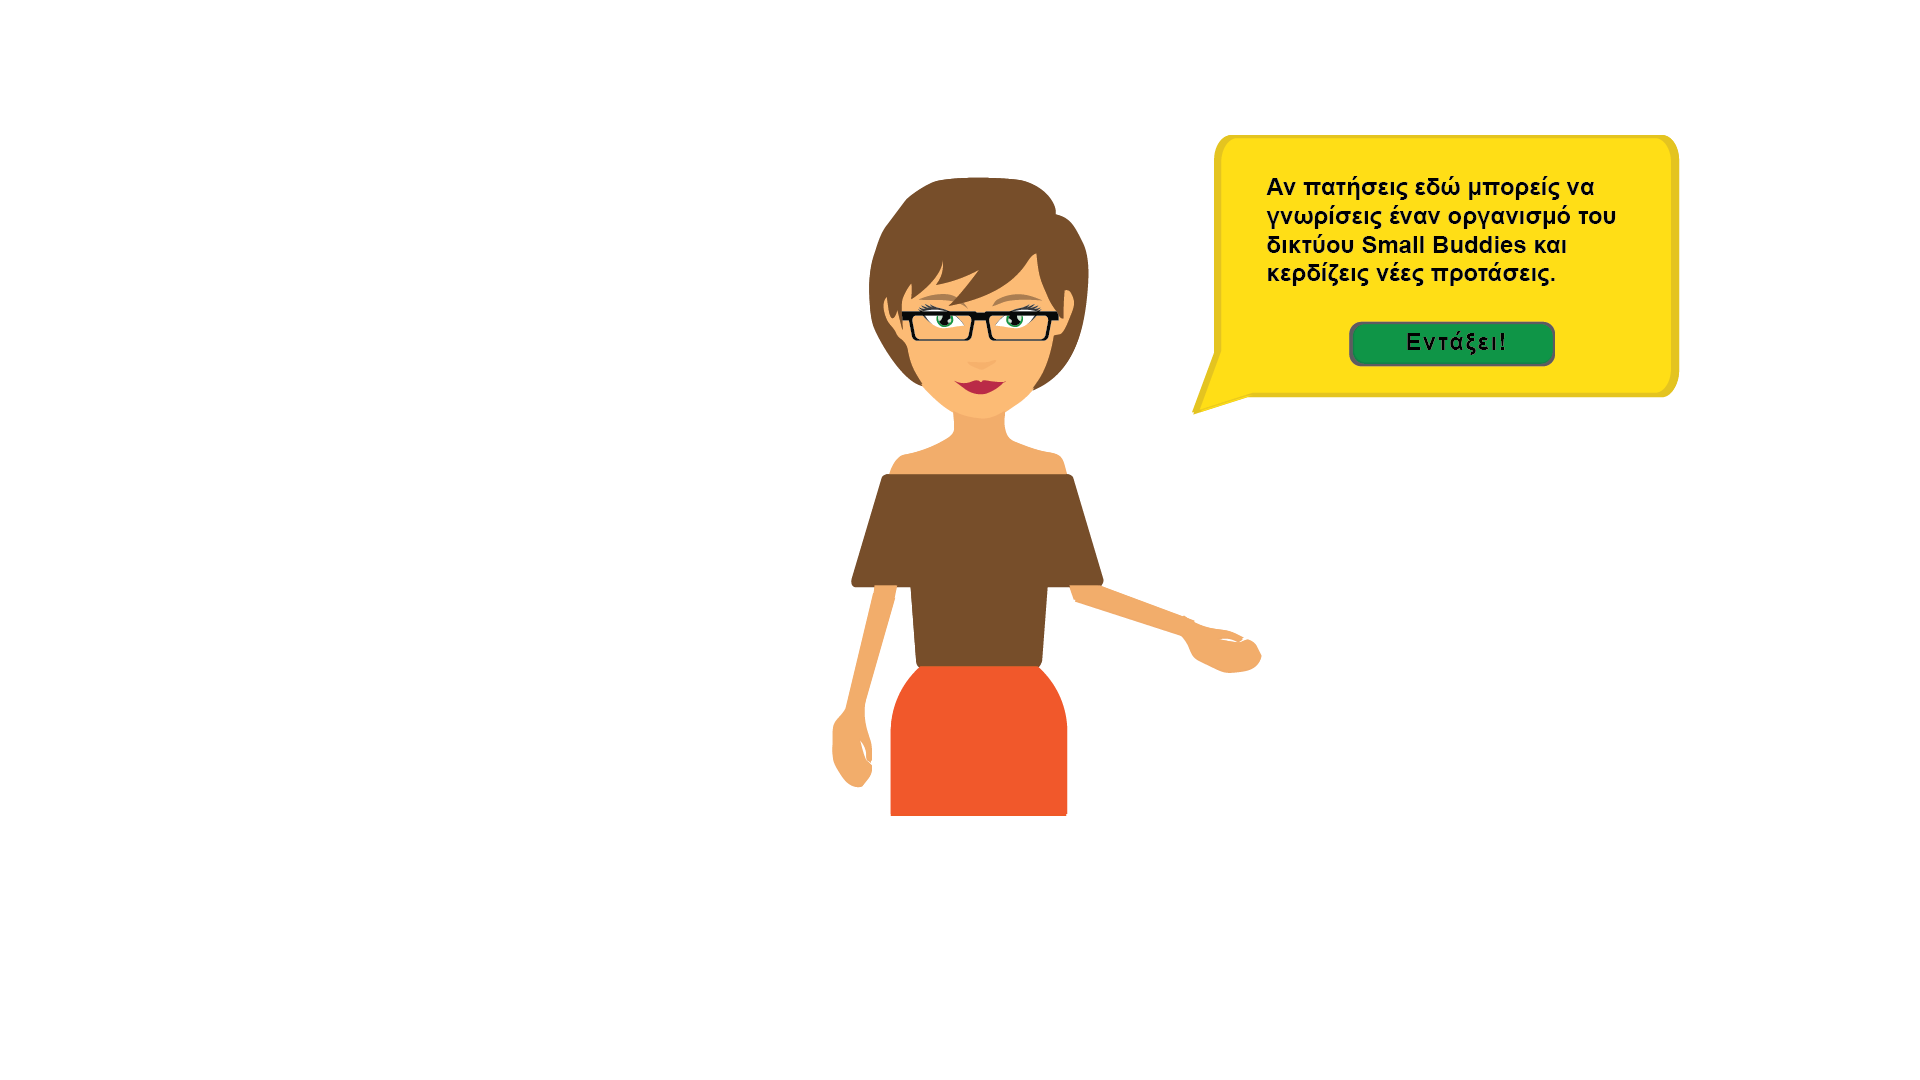 Αν πατήσεις εδώ μπορείς να
γνωρίσεις έναν οργανισμό του
δικτύου Small Buddies και
κερδίζεις νέες προτάσεις.
Εντάξει!